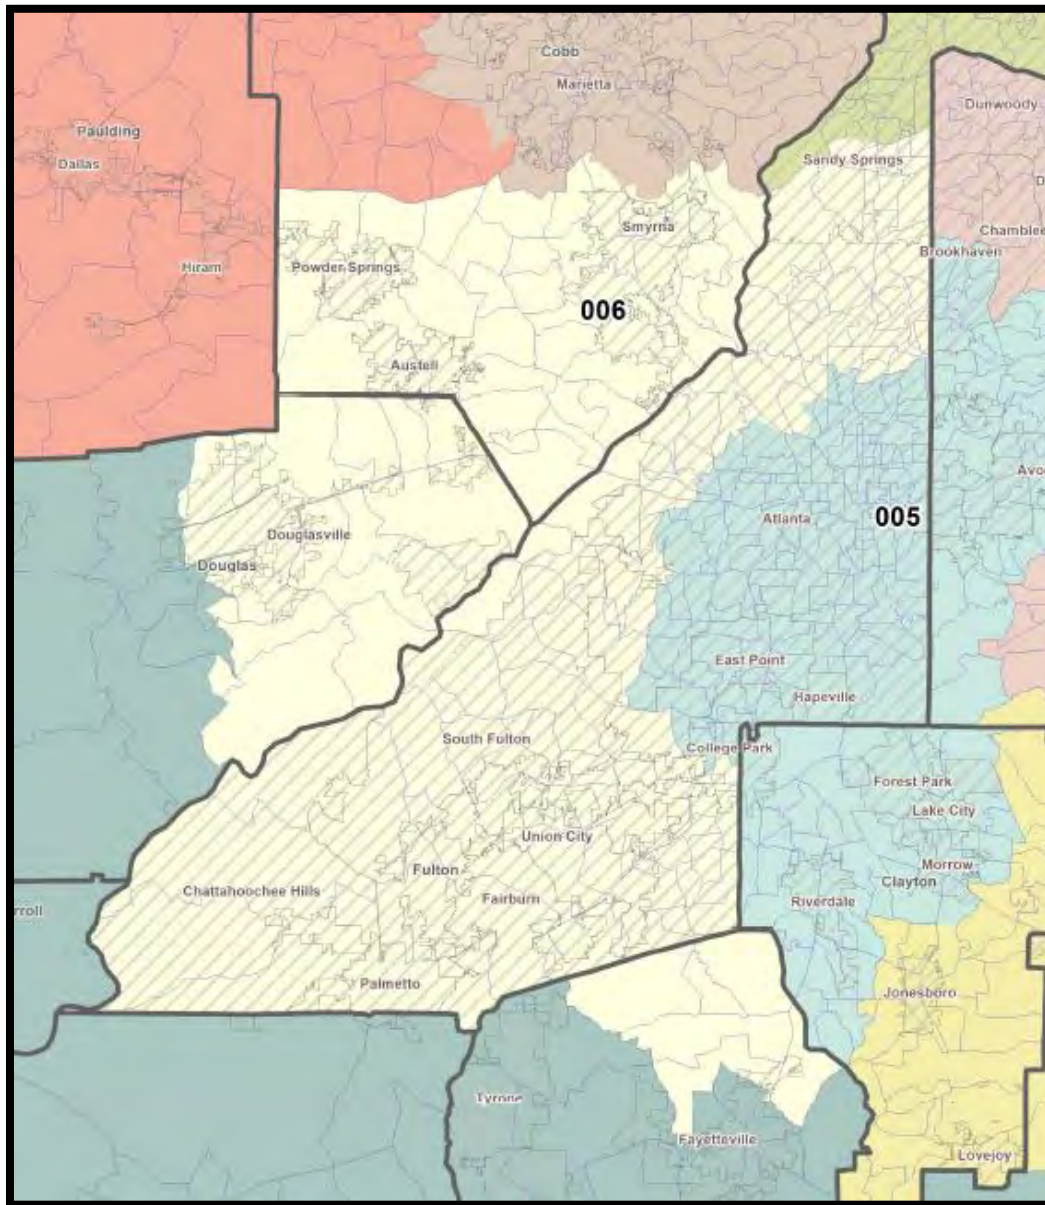 Cobb
Marietta
Dunwoody
Paulding
Dallas
Sandy Springs
D
Smyrna
Chamblee
Brookhaven
Powder Springs
Hiram
006
Austell
Avo
Atlanta
005
Douglasville
Douglas
East Point
Hapeville
South Fulton
College Park
Forest Park
Lake City
Union City
Morrow
Fulton
Clayton
Chattahoochee Hills
Fairburn
Riverdale
rroll
Palmetto
Jonesboro
Tyrone
Fayetteville
Lovejoy